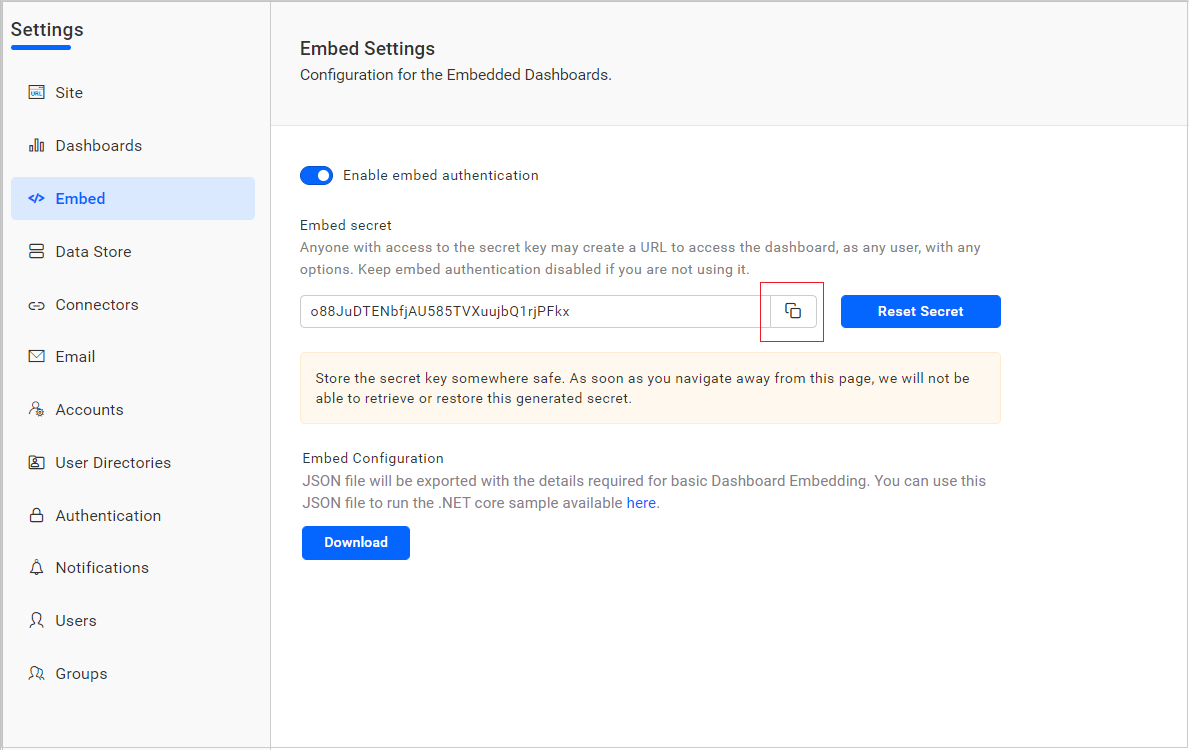 Settings
URL
Site
Dashboards
Embed
Data Store
Connectors
Email
Accounts
User Directories
Authentication
Notifications
Users
Groups
Embed Settings
Configuration for the Embedded Dashboards.
Enable embed authentication
Embed secret
Anyone with access to the secret key may create a URL to access the dashboard, as any user, with any
options. Keep embed authentication disabled if you are not using it.
o88JuDTENbfjAU585TVXuujbQ1rjPFkx
Reset Secret
Store the secret key somewhere safe. As soon as you navigate away from this page, we will not be
able to retrieve or restore this generated secret.
Embed Configuration
JSON file will be exported with the details required for basic Dashboard Embedding. You can use this
JSON file to run the .NET core sample available here.
Download